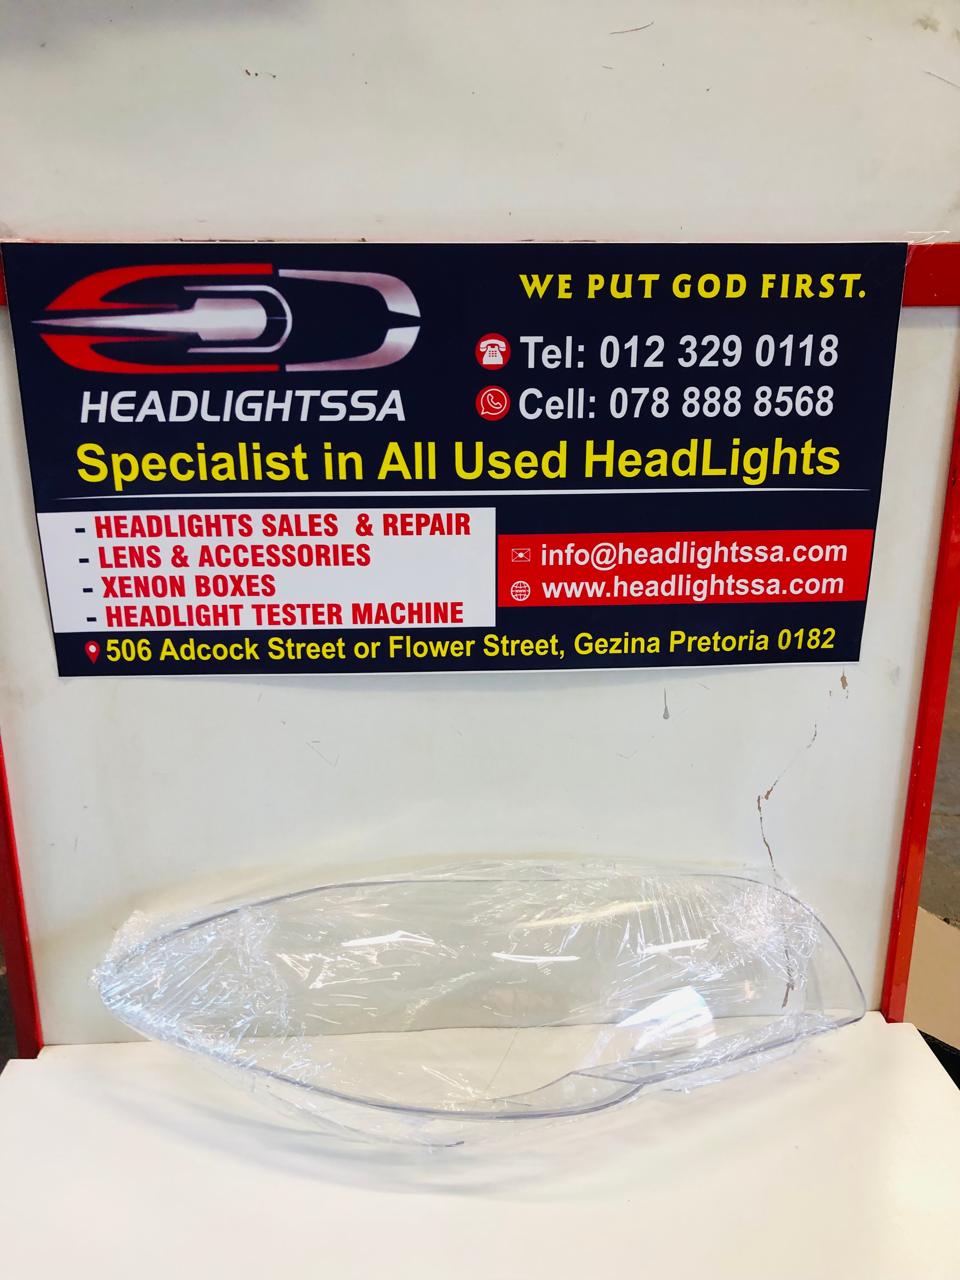 WE PUT GOD FIRST.
Tel: 012 329 0118
HEADLIGHTSSA
Cell: 078 888 8568
Specialist in All Used HeadLights
- HEADLIGHTS SALES & REPAIR
- LENS & ACCESSORIES
- XENON BOXES
- HEADLIGHT TESTER MACHINE
info@headlightssa.com
www.headlightssa.com
506 Adcock Street or Flower Street, Gezina Pretoria 0182